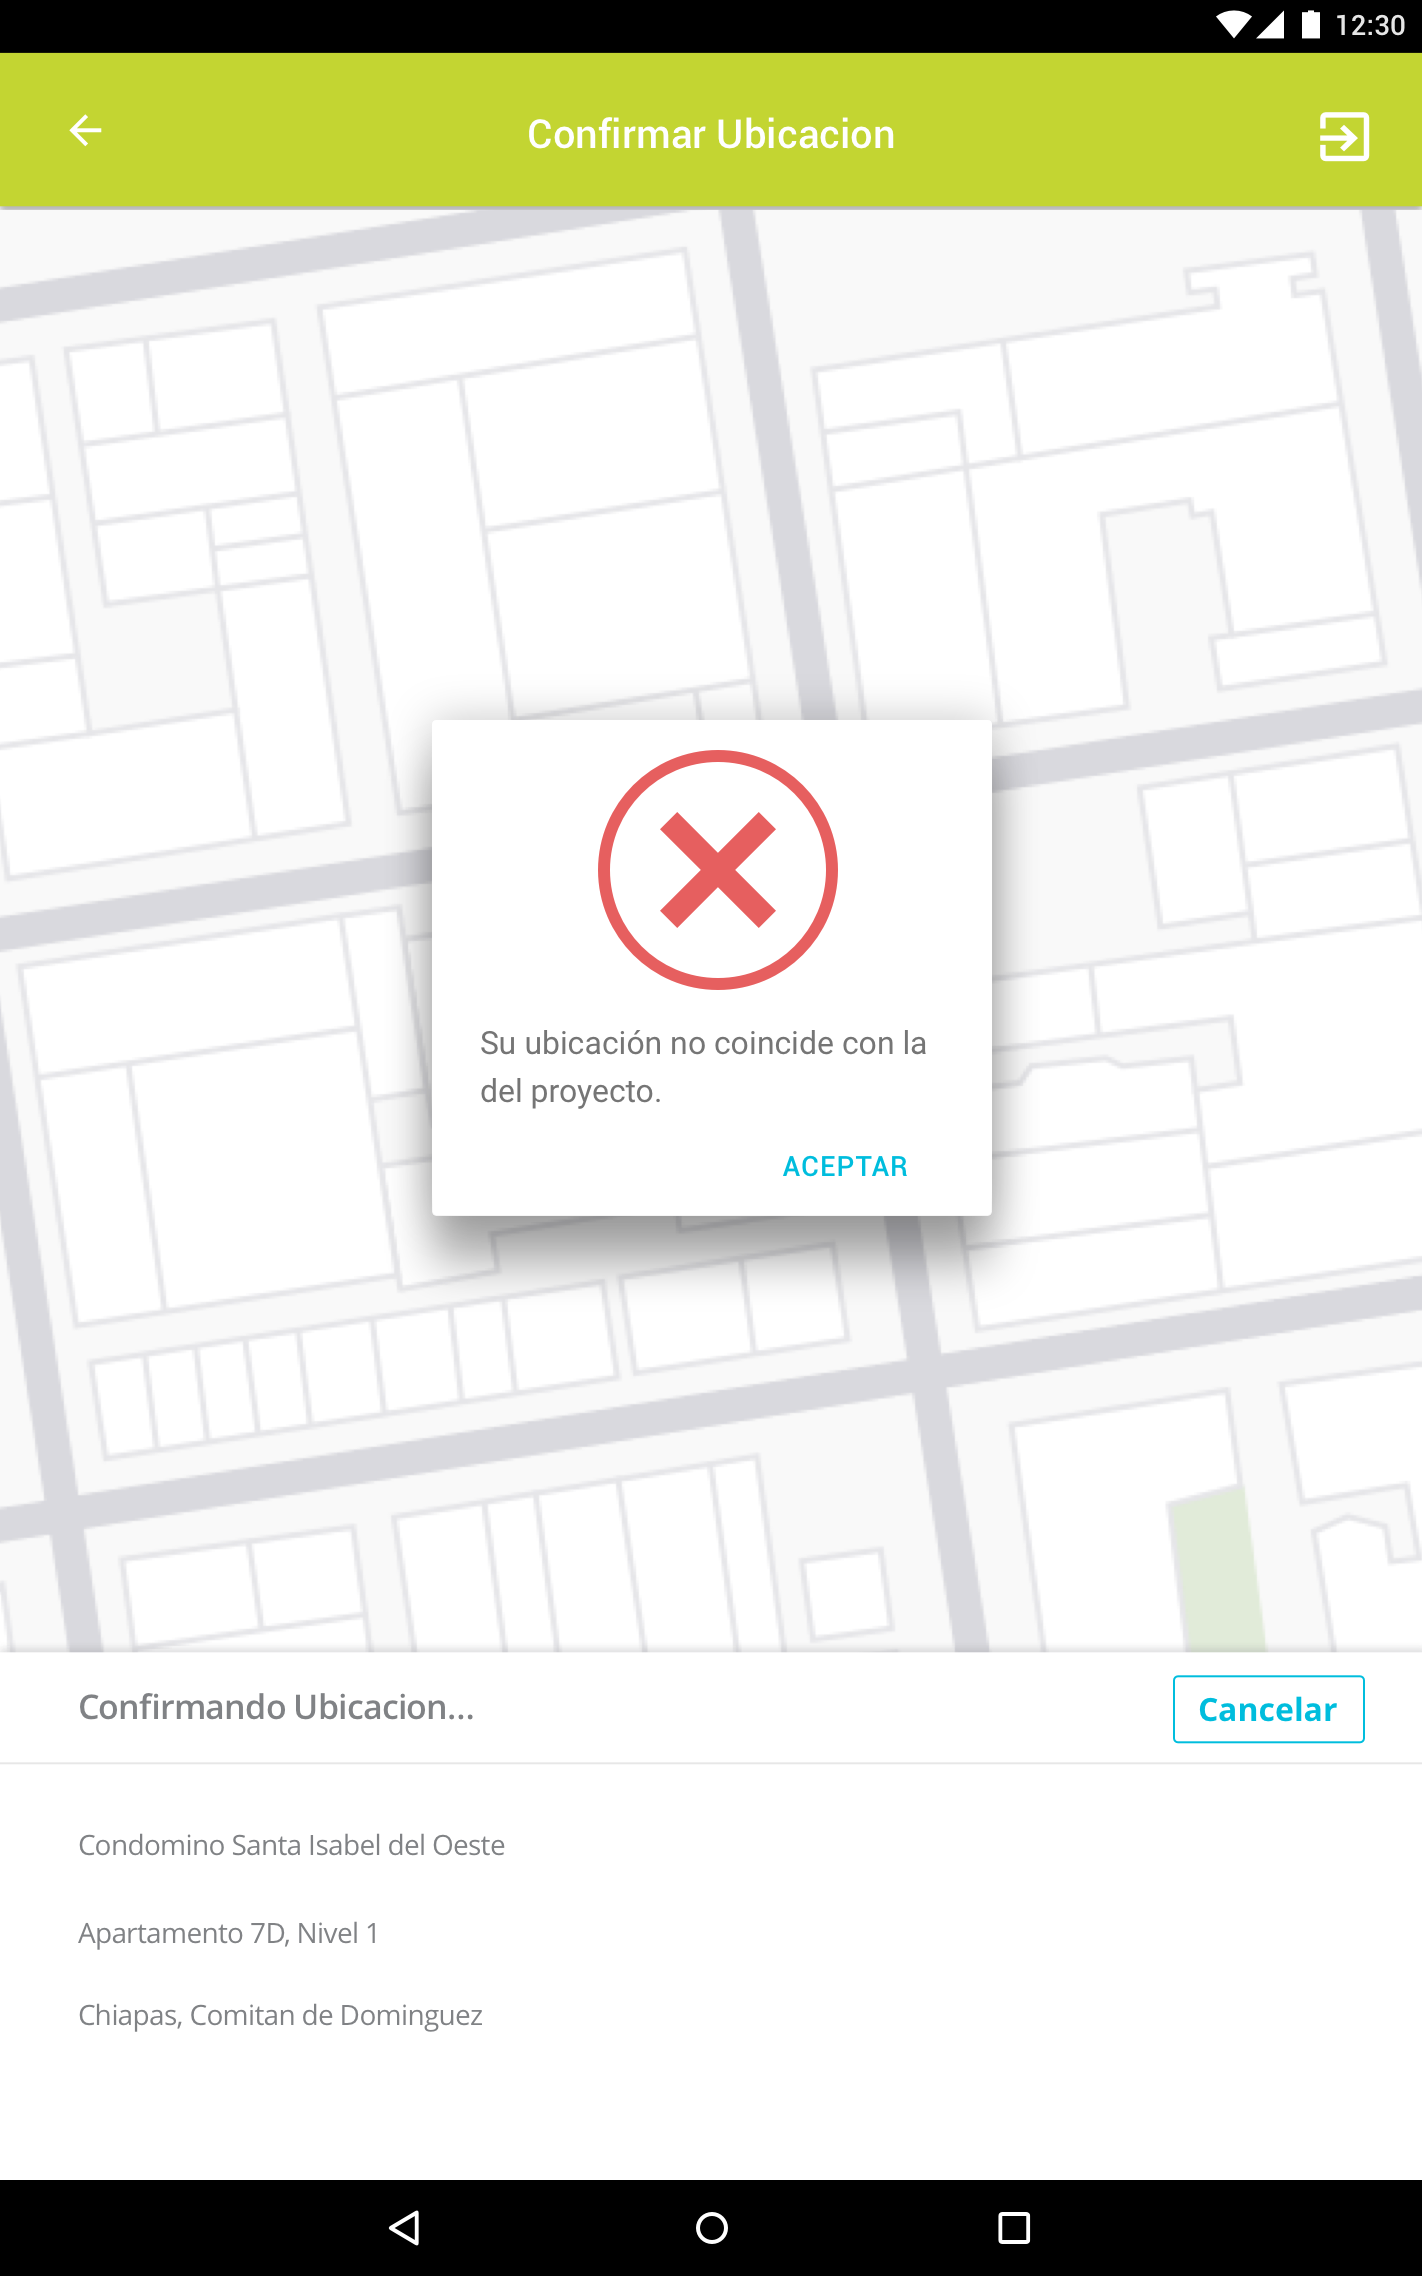 12:30
Confirmar Ubicacion
Su ubicación no coincide con la
del proyecto.
ACEPTAR
Confirmando Ubicacion...
Cancelar
Condomino Santa Isabel del Oeste
Apartamento 7D, Nivel 1
Chiapas, Comitan de Dominguez